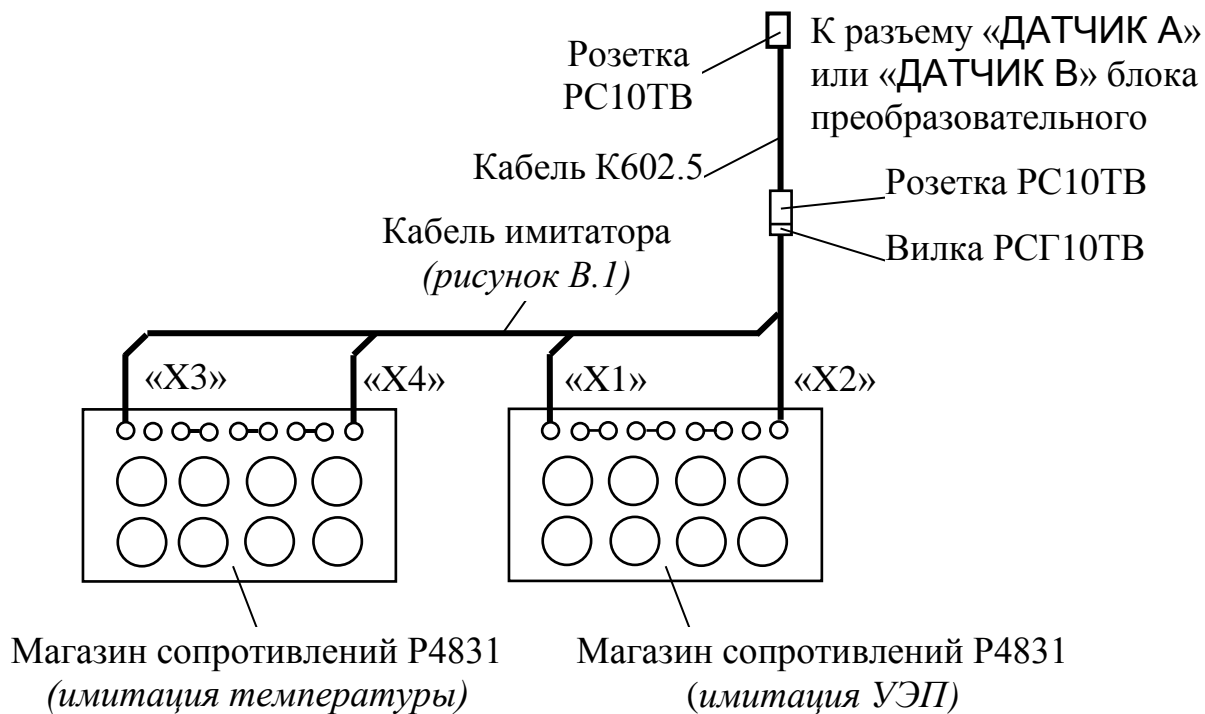 Розетка
РС10ТВ
К разъему «ДАТЧИК А»
или «ДАТЧИК В» блока
преобразовательного
Кабель К602.5
Розетка РС10ТВ
Вилка РСГ10ТВ
Кабель имитатора
(рисунок В.1)
«Х3»
«Х4»
«Х1»
«Х2»
Магазин сопротивлений Р4831
(имитация температуры)
Магазин сопротивлений Р4831
(имитация УЭП)